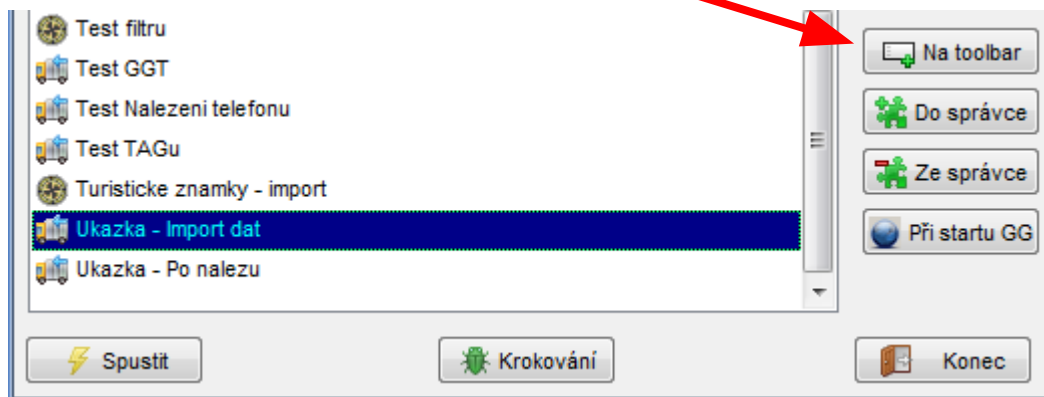 Test filtru
Test GGT
Test Nalezeni telefonu
Test TAGu
Turisticke znamky - import
Ukazka - Import dat
Ukazka - Po nalezu
Na toolbar
Do správce
Ze správce
Při startu GG
Spustit
Krokování
Konec